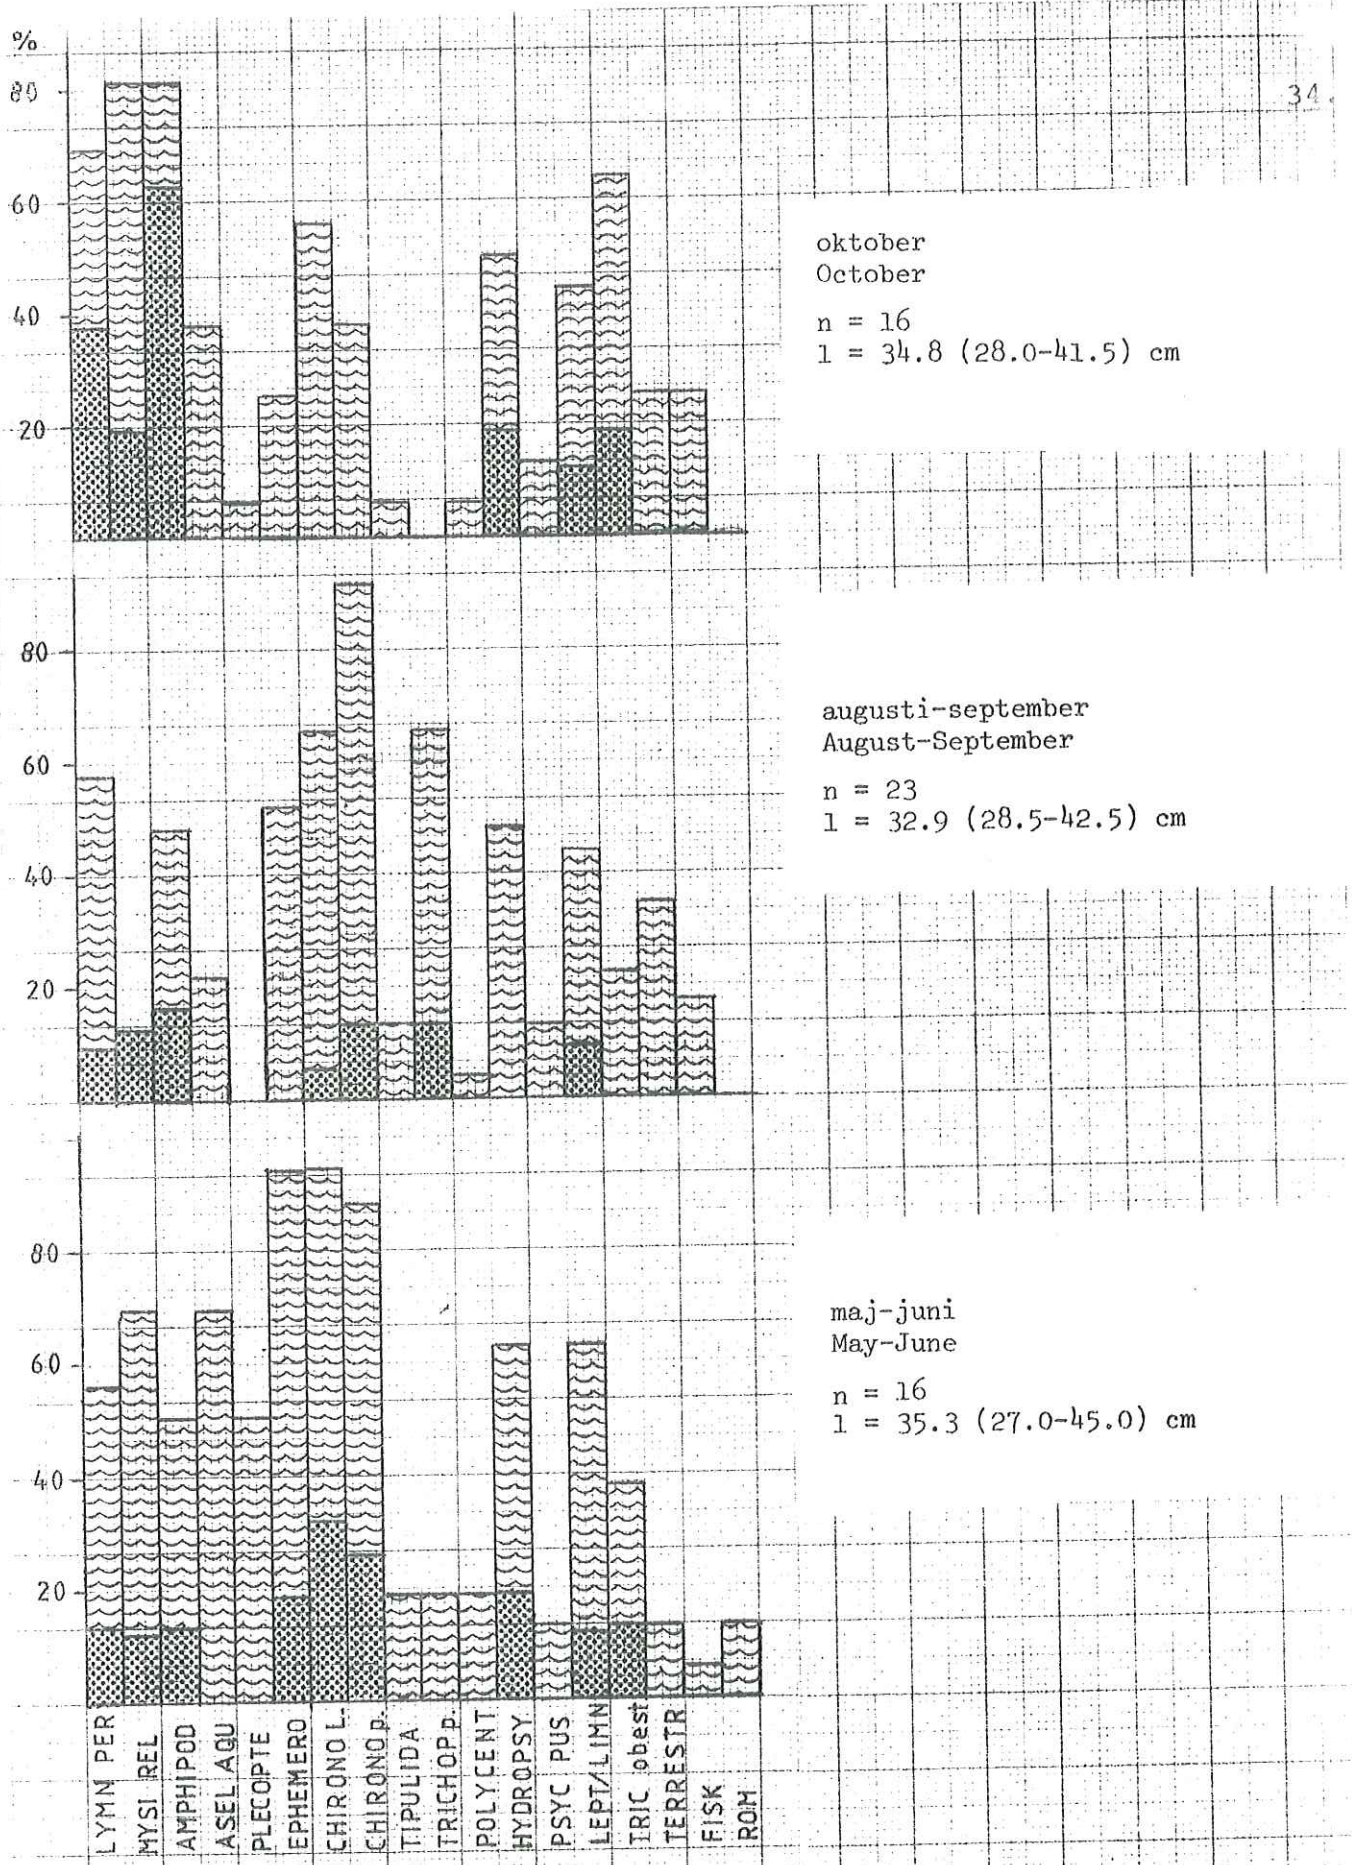 %
34.
80
60
40
20
oktober
October
n = 16
l = 34.8 (28.0-41.5) cm
80
60
40
20
augusti-september
August-September
n = 23
l = 32.9 (28.5-42.5) cm
80
60
40
20
maj-juni
May-June
n = 16
l = 35.3 (27.0-45.0) cm
LYMN PER
MYSI REL
AMPHIPOD
ASEL AQU
PLECOPTE
EPHEMERO
CHIRONO L.
CHIRONO p.
TIPULIDA
TRICHOP p.
POLYCENT
HYDROPSY
PSYC PUS
LEPT/LIMN
TRIC obest
TERRESTR
FISK
ROM